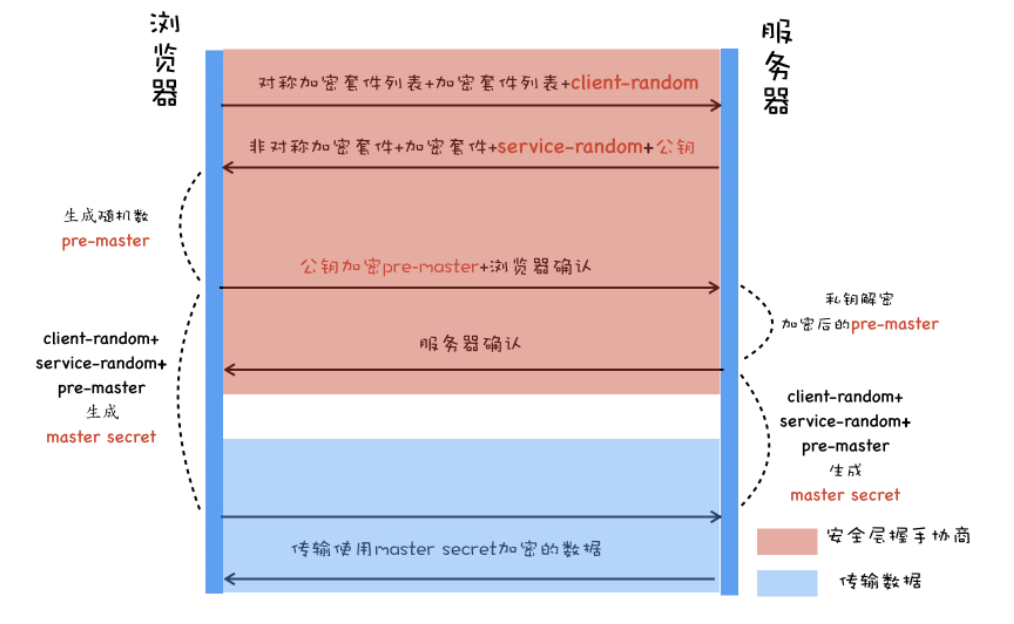 浏览器
服务器
对称加密套件列表+加密套件列表+client-random
非对称加密套件+加密套件+service-random+公钥
生成随机数
pre-master
公钥加密pre-master+浏览器确认
私钥解密
加密后的pre-master
服务器确认
client-random+
service-random+
pre-master
生成
master secret
client-random+
service-random+
pre-master
生成
master secret
传输使用master secret加密的数据
安全层握手协商
传输数据